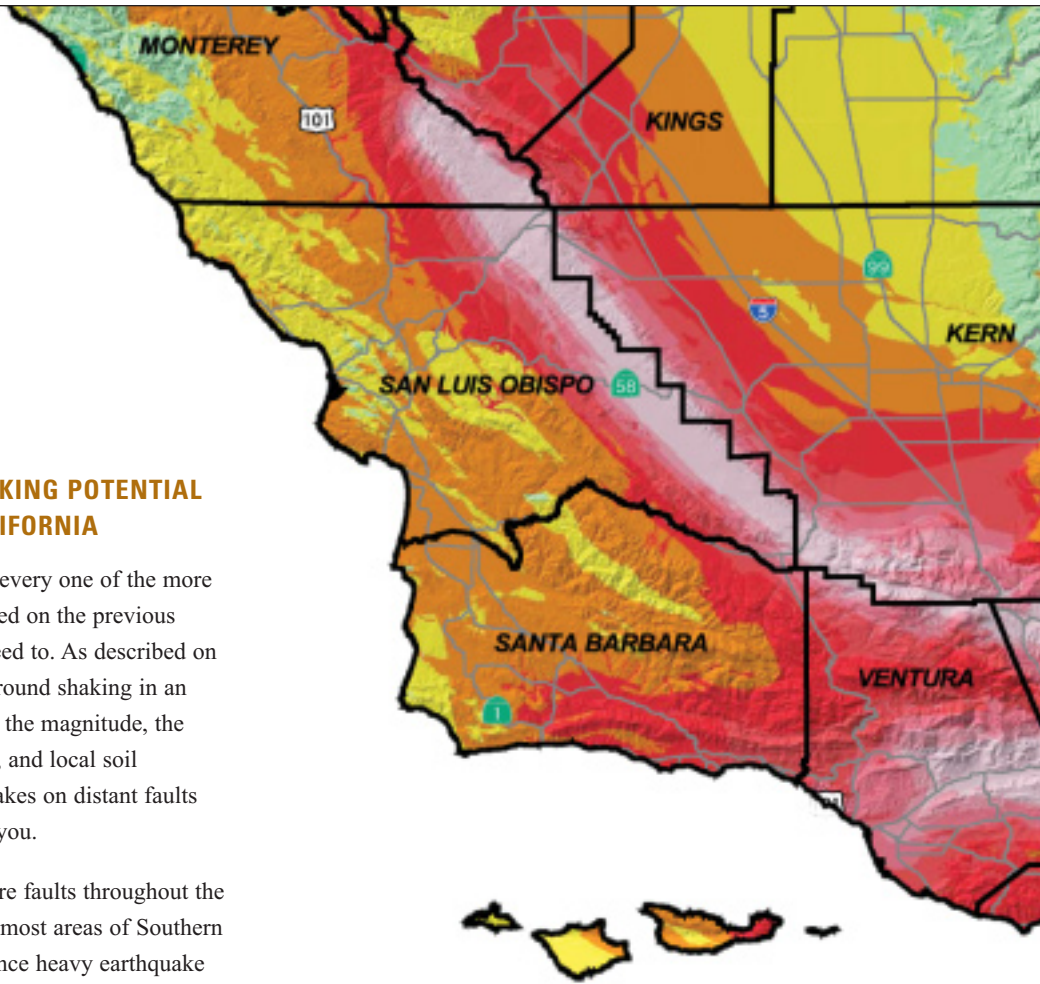 MONTEREY
101
KINGS
99
5
KERN
SAN LUIS OBISPO
58
SANTA BARBARA
1
VENTURA
KING POTENTIAL
IFORNIA
every one of the more
ed on the previous
eed to. As described on
round shaking in an
the magnitude, the
, and local soil
akes on distant faults
you.
re faults throughout the
most areas of Southern
nce heavy earthquake